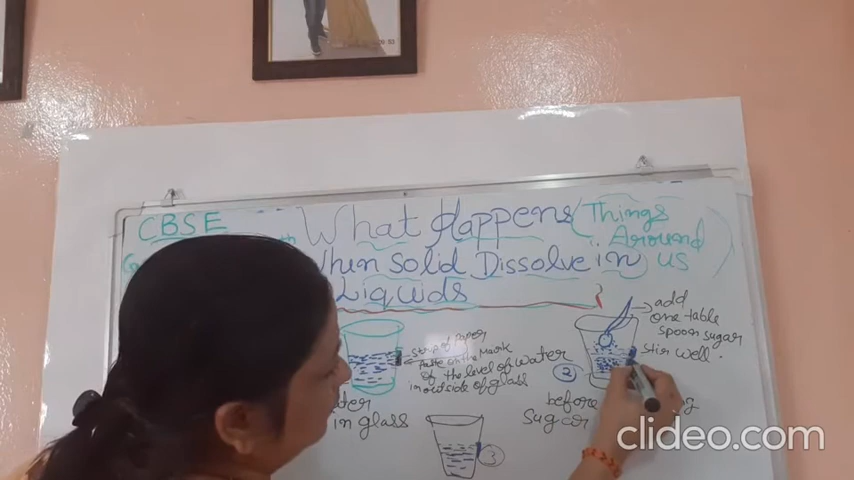 CBSE
What Happens (Things
Around
When Solid Dissolve in us
Liquids
add
one table
spoon sugar
Stir well.
Strip of Paper
Paste on the Mark
of the level of Water
in outside of glass
2
in glass
before
Sugar
3
clideo.com